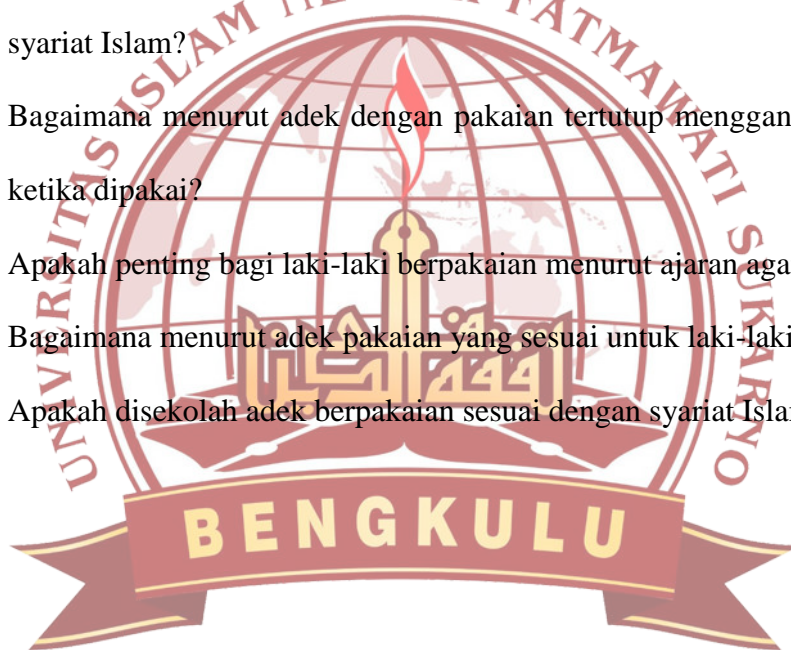 syariat Islam?
Bagaimana menurut adek dengan pakaian tertutup menggan
ketika dipakai?
Apakah penting bagi laki-laki berpakaian menurut ajaran aga
Bagaimana menurut adek pakaian yang sesuai untuk laki-laki
Apakah disekolah adek berpakaian sesuai dengan syariat Isla
UNIVERSITAS ISLAM FATMAWATI SUKARNO
BENGKULU